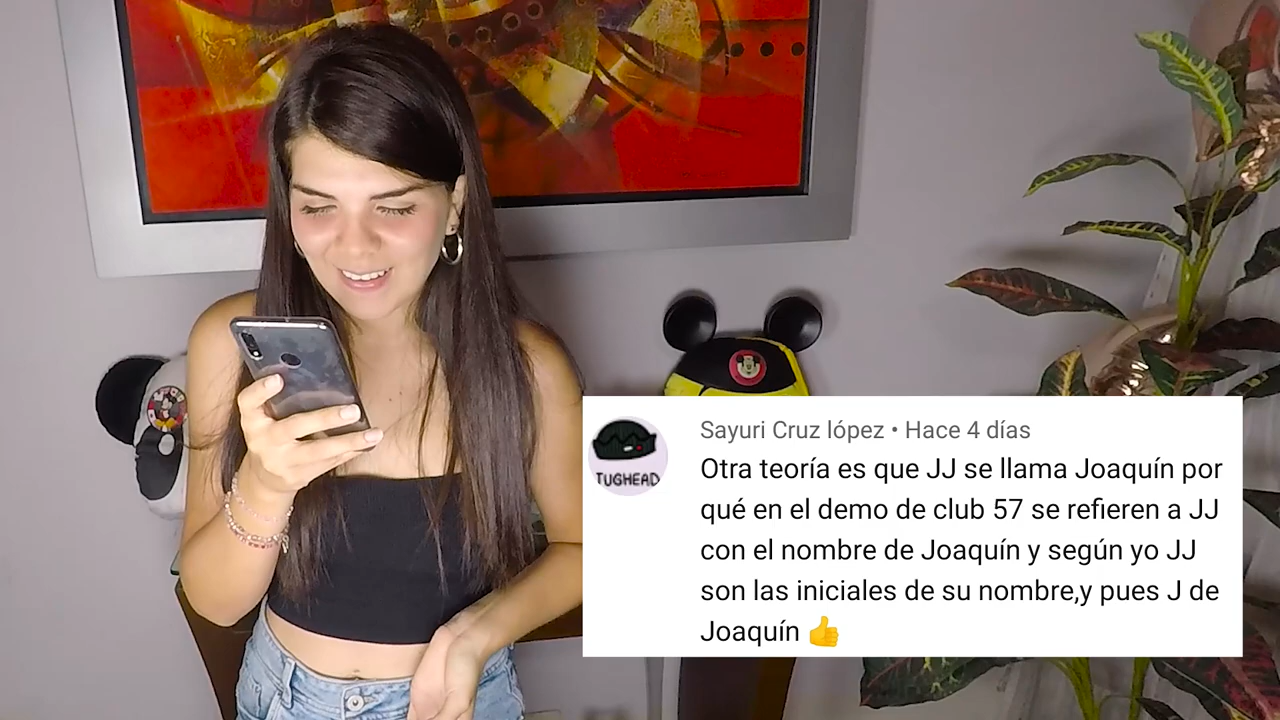 Sayuri Cruz lópez • Hace 4 días
Otra teoría es que JJ se llama Joaquín por
qué en el demo de club 57 se refieren a JJ
con el nombre de Joaquín y según yo JJ
son las iniciales de su nombre,y pues J de
Joaquín 👍
TUGHEAD